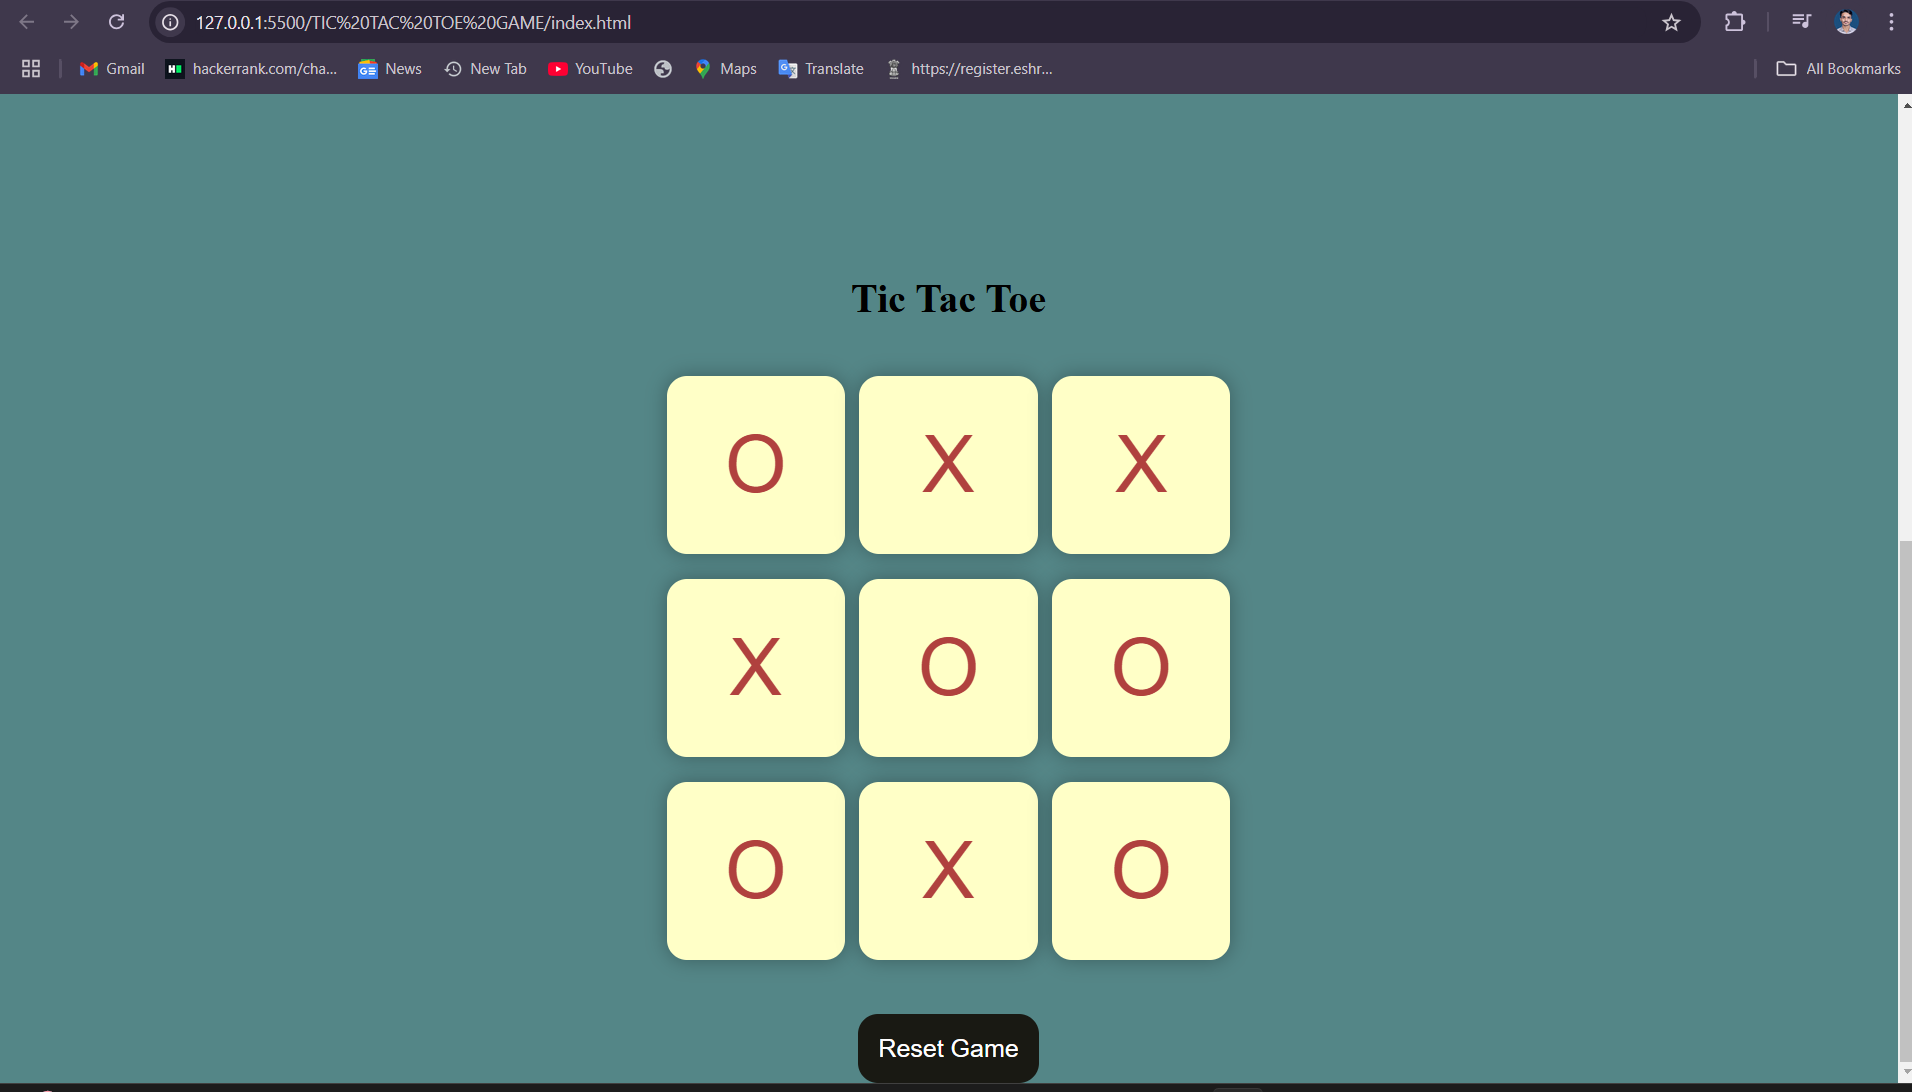 127.0.0.1:5500/TIC%20TAC%20TOE%20GAME/index.html
Gmail hackerrank.com/cha... News New Tab YouTube Maps Translate https://register.eshr... All Bookmarks
Tic Tac Toe
O X X
X O O
O X O
Reset Game